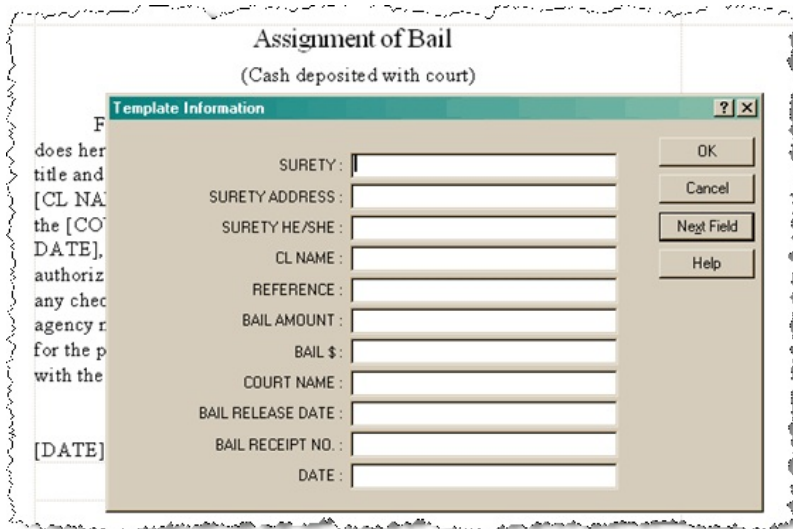 Assignment of Bail
(Cash deposited with court)
Template Information
F
does her
title and
[CL NA
the [CO
DATE],
authoriz
any chec
agency
for the p
with the
[DATE]
SURETY :
SURETY ADDRESS :
SURETY HE/SHE :
CL NAME :
REFERENCE :
BAIL AMOUNT :
BAIL $ :
COURT NAME :
BAIL RELEASE DATE :
BAIL RECEIPT NO. :
DATE :
OK
Cancel
Next Field
Help